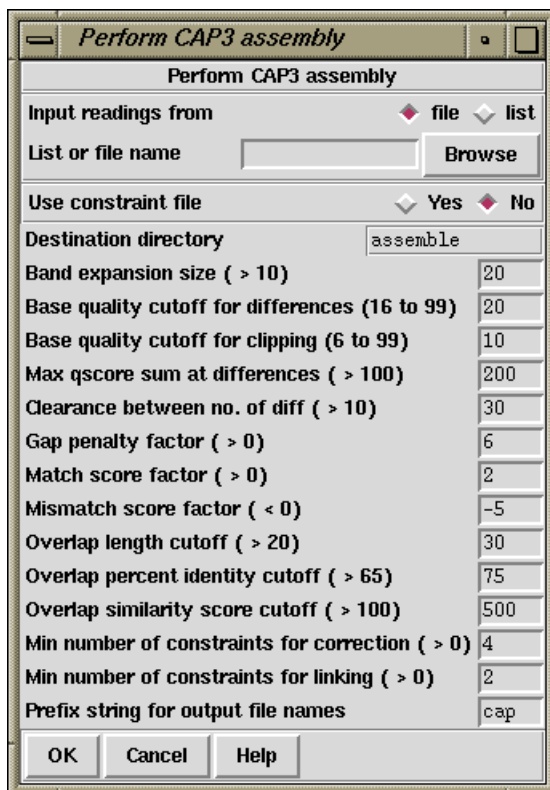 Perform CAP3 assembly
Perform CAP3 assembly
Input readings from file list
List or file name Browse
Use constraint file Yes No
Destination directory assemble
Band expansion size ( > 10) 20
Base quality cutoff for differences (16 to 99) 20
Base quality cutoff for clipping (6 to 99) 10
Max qscore sum at differences ( > 100) 200
Clearance between no. of diff ( > 10) 30
Gap penalty factor ( > 0) 6
Match score factor ( > 0) 2
Mismatch score factor ( < 0) -5
Overlap length cutoff ( > 20) 30
Overlap percent identity cutoff ( > 65) 75
Overlap similarity score cutoff ( > 100) 500
Min number of constraints for correction ( > 0) 4
Min number of constraints for linking ( > 0) 2
Prefix string for output file names cap
OK Cancel Help